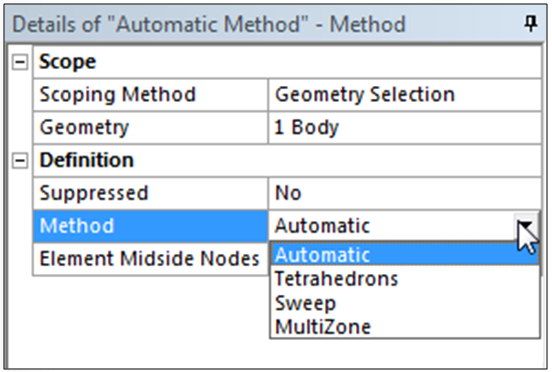 Details of "Automatic Method" - Method
Scope
Scoping Method Geometry Selection
Geometry 1 Body
Definition
Suppressed No
Method Automatic
Element Midside Nodes Automatic
Tetrahedrons
Sweep
MultiZone